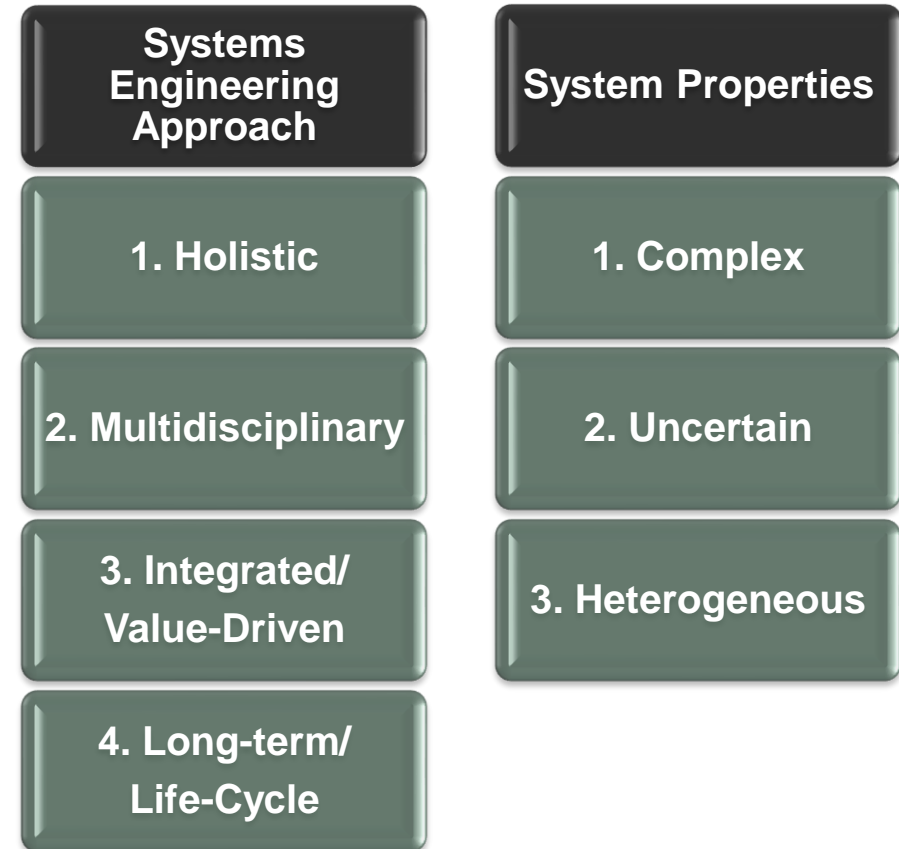 Systems
Engineering
Approach
1. Holistic
2. Multidisciplinary
3. Integrated/
Value-Driven
4. Long-term/
Life-Cycle
System Properties
1. Complex
2. Uncertain
3. Heterogeneous